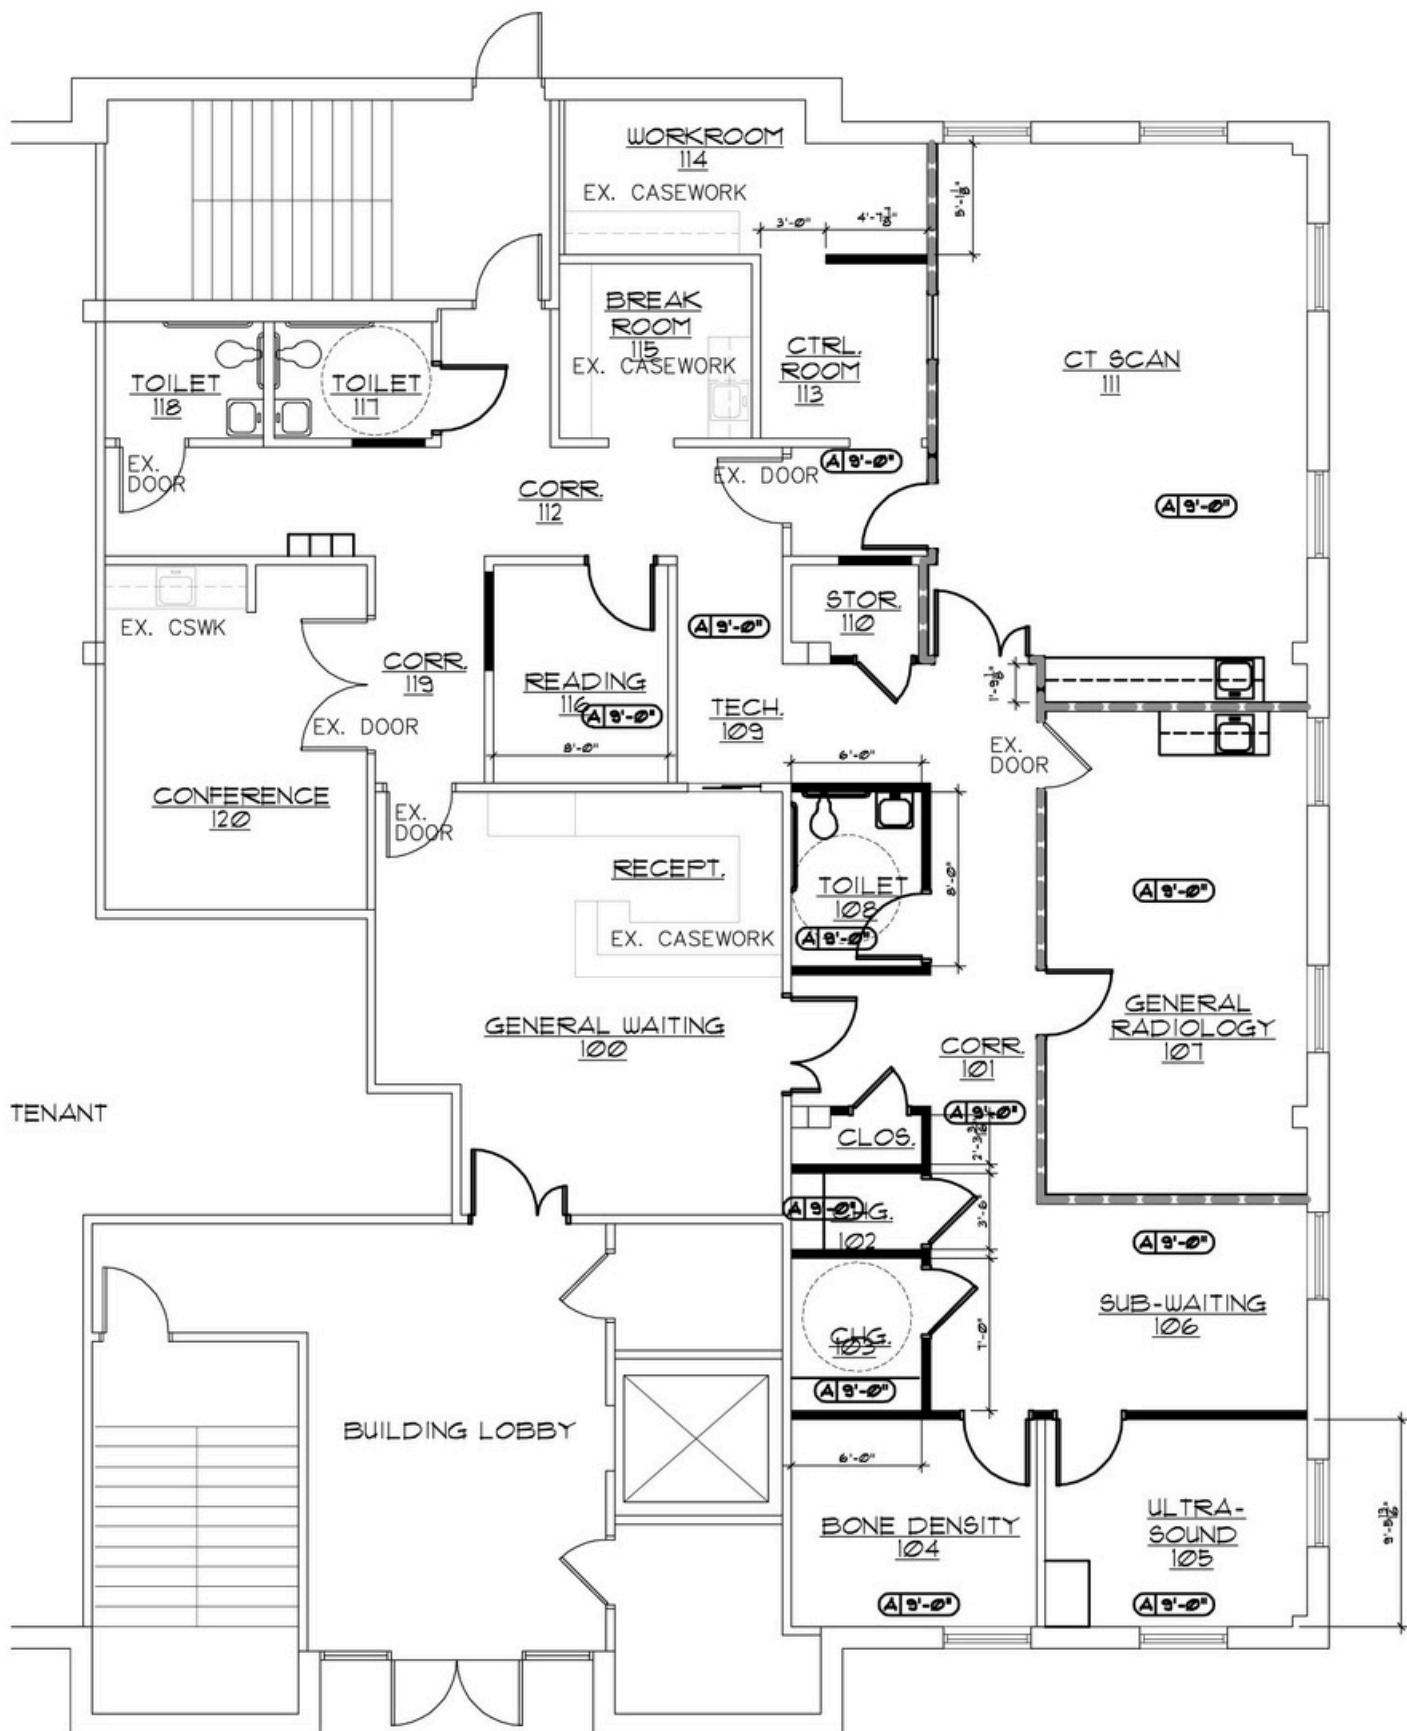 WORKROOM
114
EX. CASEWORK
3'-0"
4'-7 7/8"
5'-1 1/8"
BREAK
ROOM
115
EX. CASEWORK
CTRL.
ROOM
113
CT SCAN
111
TOILET
118
TOILET
117
EX.
DOOR
CORR.
112
EX. DOOR
A 9'-0"
A 9'-0"
EX. CSWK
STOR.
110
A 9'-0"
CORR.
119
READING
116
A 9'-0"
8'-0"
EX. DOOR
TECH.
109
1'-9 1/8"
EX.
DOOR
6'-0"
CONFERENCE
120
EX.
DOOR
RECEPT.
EX. CASEWORK
TOILET
108
A 9'-0"
8'-0"
A 9'-0"
GENERAL WAITING
100
GENERAL
RADIOLOGY
107
CORR.
101
A 9'-0"
TENANT
CLOS.
A 9'-0"
CHG.
102
3'-6"
A 9'-0"
SUB-WAITING
106
CHG.
103
7'-0"
A 9'-0"
BUILDING LOBBY
6'-0"
BONE DENSITY
104
A 9'-0"
ULTRA-
SOUND
105
A 9'-0"